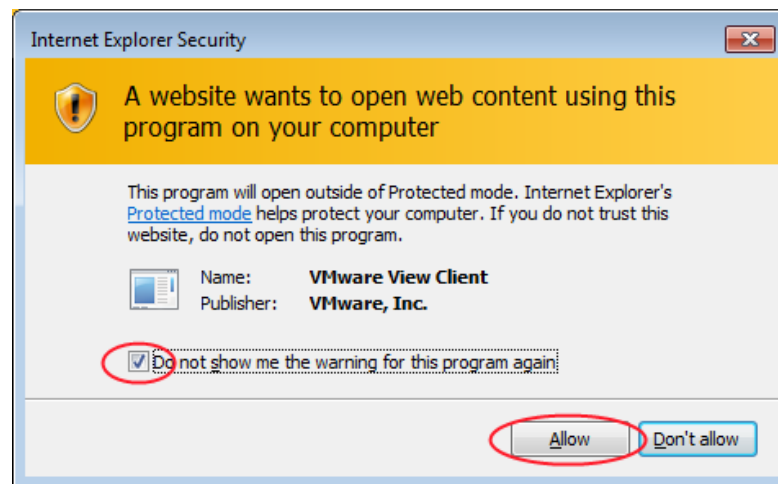 Internet Explorer Security
A website wants to open web content using this
program on your computer
This program will open outside of Protected mode. Internet Explorer's
Protected mode helps protect your computer. If you do not trust this
website, do not open this program.
Name: VMware View Client
Publisher: VMware, Inc.
Do not show me the warning for this program again
Allow Don't allow